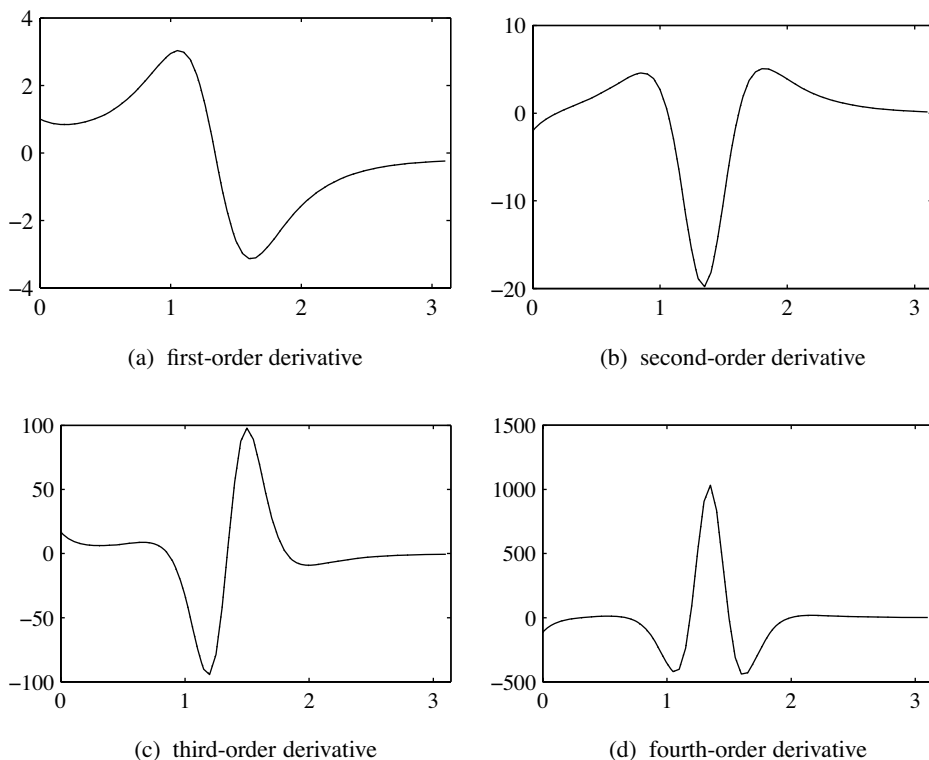 4
2
0
−2
−4
0 1 2 3
(a) first-order derivative
10
0
−10
−20
0 1 2 3
(b) second-order derivative
100
50
0
−50
−100
0 1 2 3
(c) third-order derivative
1500
1000
500
0
−500
0 1 2 3
(d) fourth-order derivative